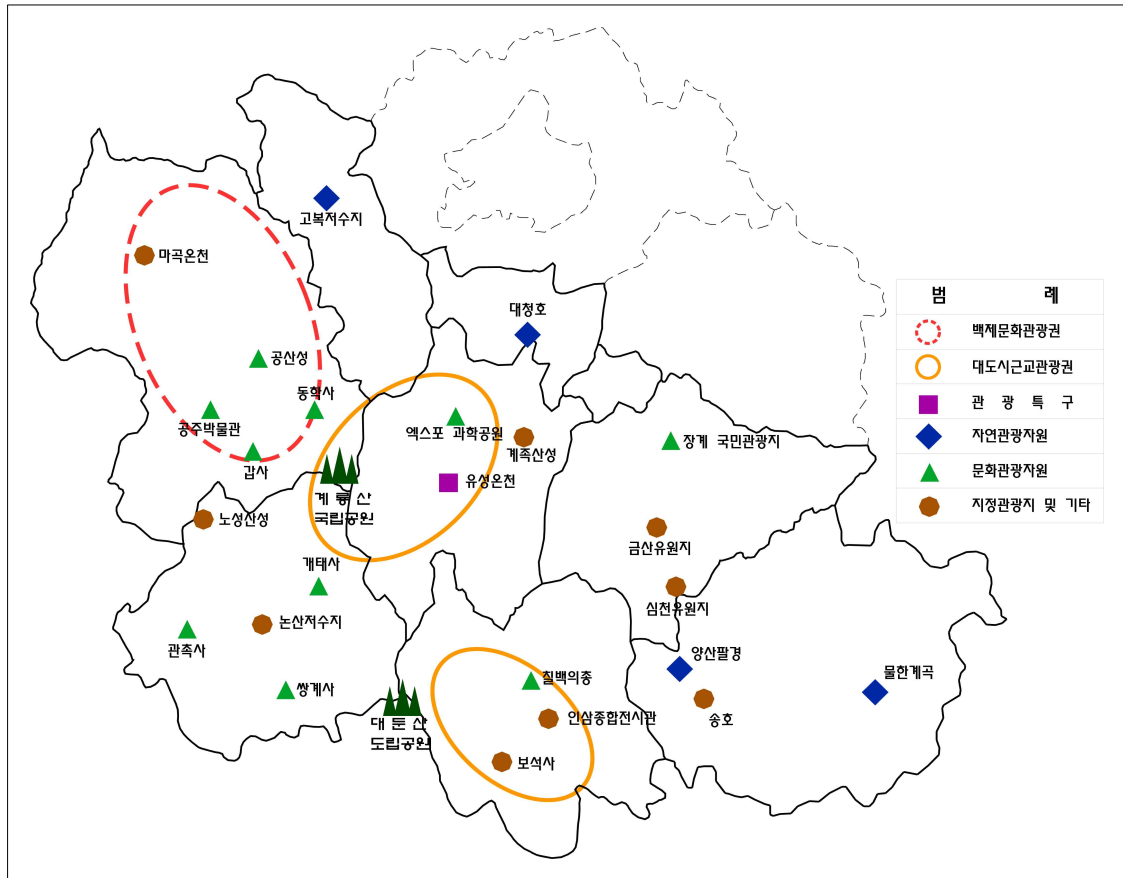 고복저수지
마곡온천
대청호
공산성
동학사
공주박물관
갑사
엑스포 과학공원
계족산성
유성온천
계룡산
국립공원
노성산성
개태사
논산저수지
관족사
쌍계사
대둔산
도립공원
칠백의총
인삼종합전시관
보석사
장계 국민관광지
금산유원지
심천유원지
양산팔경
송호
물한계곡
범 례
백제문화관광권
대도시근교관광권
관 광 특 구
자연관광자원
문화관광자원
지정관광지 및 기타